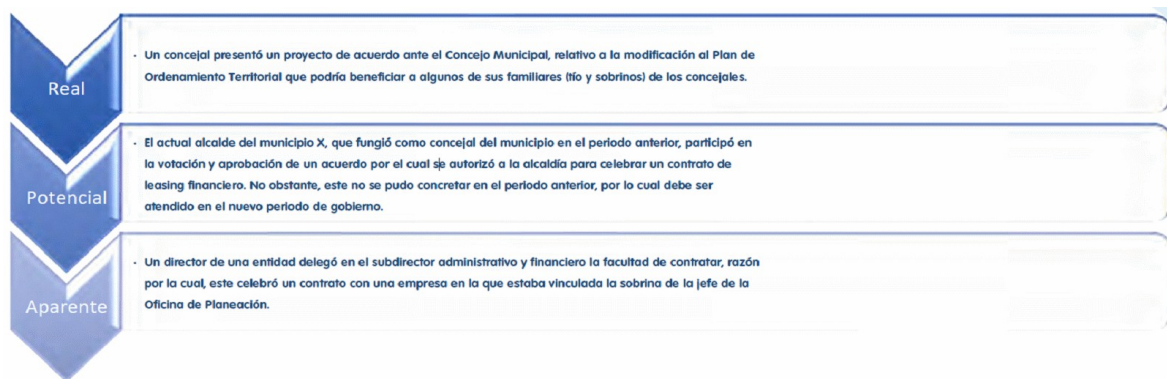 Real
· Un concejal presentó un proyecto de acuerdo ante el Concejo Municipal, relativo a la modificación al Plan de
Ordenamiento Territorial que podría beneficiar a algunos de sus familiares (tío y sobrinos) de los concejales.
Potencial
· El actual alcalde del municipio X, que fungió como concejal del municipio en el periodo anterior, participó en
la votación y aprobación de un acuerdo por el cual se autorizó a la alcaldía para celebrar un contrato de
leasing financiero. No obstante, este no se pudo concretar en el periodo anterior, por lo cual debe ser
atendido en el nuevo periodo de gobierno.
Aparente
· Un director de una entidad delegó en el subdirector administrativo y financiero la facultad de contratar, razón
por la cual, este celebró un contrato con una empresa en la que estaba vinculada la sobrina de la jefe de la
Oficina de Planeación.